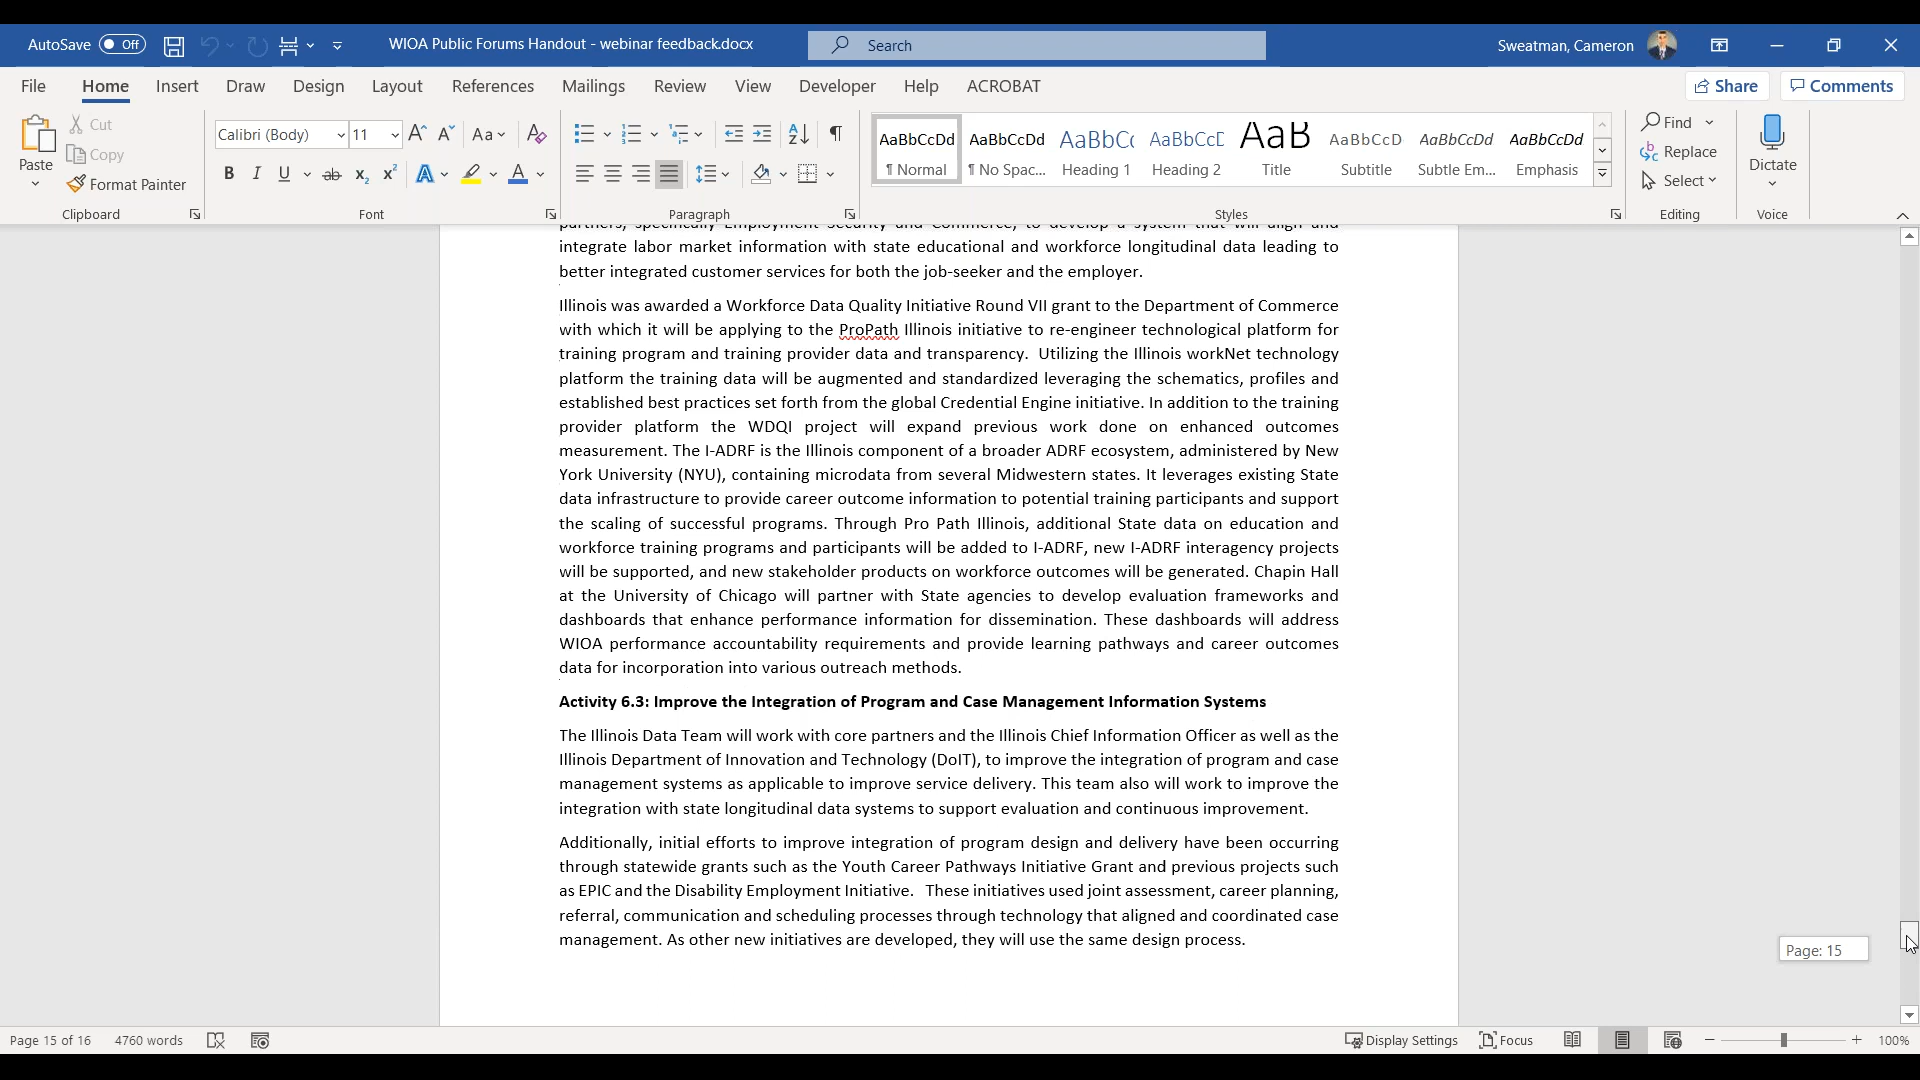 AutoSave Off WIOA Public Forums Handout - webinar feedback.docx Search Sweatman, Cameron
File Home Insert Draw Design Layout References Mailings Review View Developer Help ACROBAT Share Comments
Paste Cut Copy Format Painter
Calibri (Body) 11 Aa
B I U ab x₂ x² A A
AaBbCcDd AaBbCcDd AaBbC( AaBbCcE AaB AaBbCcD AaBbCcDd AaBbCcDd
¶ Normal ¶ No Spac... Heading 1 Heading 2 Title Subtitle Subtle Em... Emphasis
Find
Replace
Select
Dictate
Clipboard Font Paragraph Styles Editing Voice
partners, specifically Employment Security and Commerce, to develop a system that will align and
integrate labor market information with state educational and workforce longitudinal data leading to
better integrated customer services for both the job-seeker and the employer.
Illinois was awarded a Workforce Data Quality Initiative Round VII grant to the Department of Commerce
with which it will be applying to the ProPath Illinois initiative to re-engineer technological platform for
training program and training provider data and transparency. Utilizing the Illinois workNet technology
platform the training data will be augmented and standardized leveraging the schematics, profiles and
established best practices set forth from the global Credential Engine initiative. In addition to the training
provider platform the WDQI project will expand previous work done on enhanced outcomes
measurement. The I-ADRF is the Illinois component of a broader ADRF ecosystem, administered by New
York University (NYU), containing microdata from several Midwestern states. It leverages existing State
data infrastructure to provide career outcome information to potential training participants and support
the scaling of successful programs. Through Pro Path Illinois, additional State data on education and
workforce training programs and participants will be added to I-ADRF, new I-ADRF interagency projects
will be supported, and new stakeholder products on workforce outcomes will be generated. Chapin Hall
at the University of Chicago will partner with State agencies to develop evaluation frameworks and
dashboards that enhance performance information for dissemination. These dashboards will address
WIOA performance accountability requirements and provide learning pathways and career outcomes
data for incorporation into various outreach methods.
Activity 6.3: Improve the Integration of Program and Case Management Information Systems
The Illinois Data Team will work with core partners and the Illinois Chief Information Officer as well as the
Illinois Department of Innovation and Technology (DoIT), to improve the integration of program and case
management systems as applicable to improve service delivery. This team also will work to improve the
integration with state longitudinal data systems to support evaluation and continuous improvement.
Additionally, initial efforts to improve integration of program design and delivery have been occurring
through statewide grants such as the Youth Career Pathways Initiative Grant and previous projects such
as EPIC and the Disability Employment Initiative. These initiatives used joint assessment, career planning,
referral, communication and scheduling processes through technology that aligned and coordinated case
management. As other new initiatives are developed, they will use the same design process.
Page: 15
Page 15 of 16 4760 words Display Settings Focus 100%